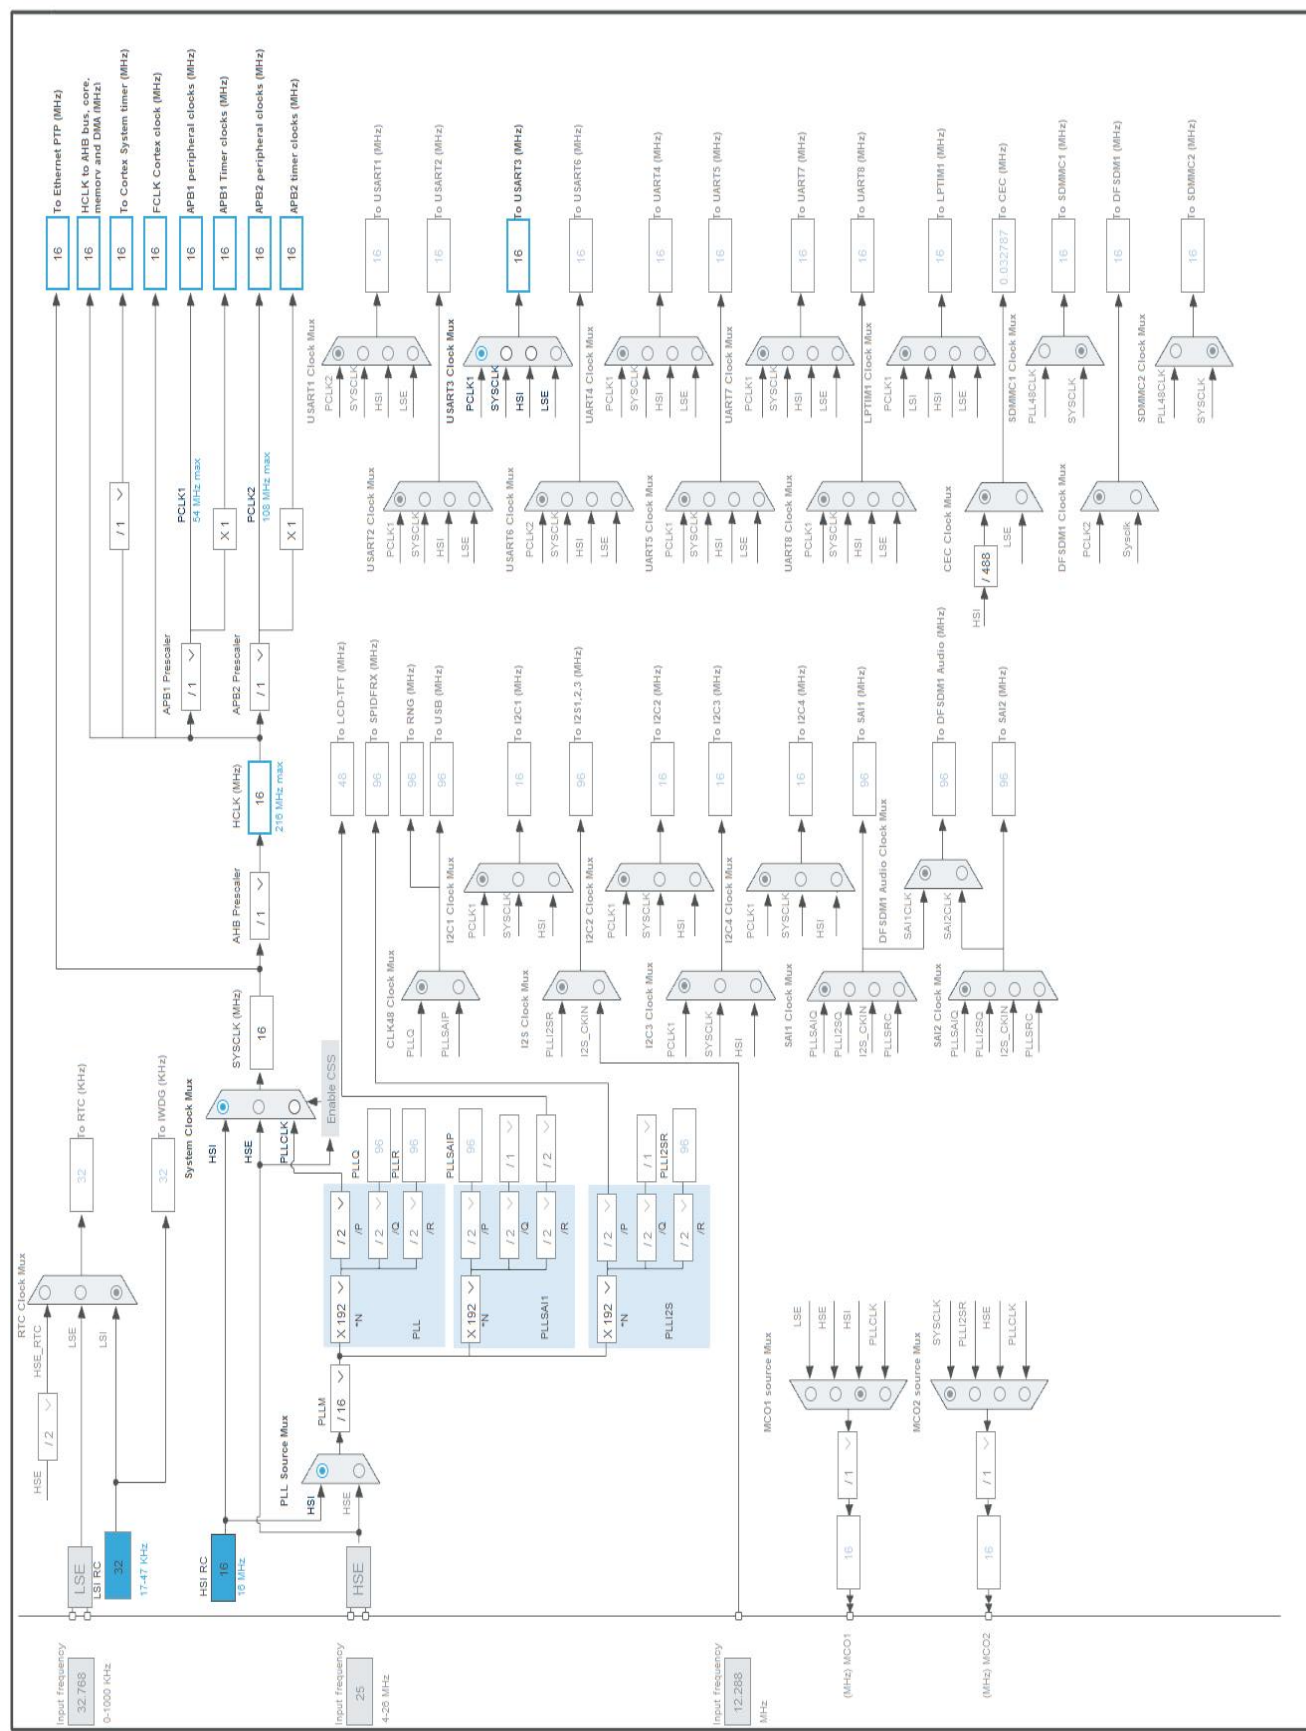 Input frequency
32.768
0-1000 KHz
LSE
LSI RC
32
17-47 KHz
HSE
/ 2
HSE_RTC
LSE
LSI
RTC Clock Mux
32
To RTC (KHz)
32
To IWDG (KHz)
HSI RC
16
16 MHz
Input frequency
25
4-26 MHz
HSE
PLL Source Mux
HSI
HSE
PLLM
/ 16
X 192
*N
PLL
/ 2
/P
PLLQ
/ 2
/Q
96
PLLR
/ 2
/R
96
X 192
*N
PLLSAI1
PLLSAIP
/ 2
/P
96
/ 2
/Q
/ 1
/ 2
/R
/ 2
X 192
*N
PLLI2S
/ 2
/P
/ 2
/Q
/ 1
PLLI2SR
/ 2
/R
96
System Clock Mux
HSI
HSE
PLLCLK
Enable CSS
SYSCLK (MHz)
16
AHB Prescaler
/ 1
HCLK (MHz)
16
216 MHz max
APB1 Prescaler
/ 1
APB2 Prescaler
/ 1
/ 1
PCLK1
54 MHz max
X 1
PCLK2
108 MHz max
X 1
16
To Ethernet PTP (MHz)
16
HCLK to AHB bus, core,
memory and DMA (MHz)
16
To Cortex System timer (MHz)
16
FCLK Cortex clock (MHz)
16
APB1 peripheral clocks (MHz)
16
APB1 Timer clocks (MHz)
16
APB2 peripheral clocks (MHz)
16
APB2 timer clocks (MHz)
48
To LCD-TFT (MHz)
96
To SPIDFRX (MHz)
CLK48 Clock Mux
PLLQ
PLLSAIP
96
To RNG (MHz)
96
To USB (MHz)
I2C1 Clock Mux
PCLK1
SYSCLK
HSI
16
To I2C1 (MHz)
I2S Clock Mux
PLLI2SR
I2S_CKIN
96
To I2S1,2,3 (MHz)
I2C2 Clock Mux
PCLK1
SYSCLK
HSI
16
To I2C2 (MHz)
I2C3 Clock Mux
PCLK1
SYSCLK
HSI
16
To I2C3 (MHz)
I2C4 Clock Mux
PCLK1
SYSCLK
HSI
16
To I2C4 (MHz)
SAI1 Clock Mux
PLLSAIQ
PLLI2SQ
I2S_CKIN
PLLSRC
96
To SAI1 (MHz)
DFSDM1 Audio Clock Mux
SAI1CLK
SAI2CLK
96
To DFSDM1 Audio (MHz)
SAI2 Clock Mux
PLLSAIQ
PLLI2SQ
I2S_CKIN
PLLSRC
96
To SAI2 (MHz)
USART1 Clock Mux
PCLK2
SYSCLK
HSI
LSE
16
To USART1 (MHz)
USART2 Clock Mux
PCLK1
SYSCLK
HSI
LSE
16
To USART2 (MHz)
USART3 Clock Mux
PCLK1
SYSCLK
HSI
LSE
16
To USART3 (MHz)
USART6 Clock Mux
PCLK2
SYSCLK
HSI
LSE
16
To USART6 (MHz)
UART4 Clock Mux
PCLK1
SYSCLK
HSI
LSE
16
To UART4 (MHz)
UART5 Clock Mux
PCLK1
SYSCLK
HSI
LSE
16
To UART5 (MHz)
UART7 Clock Mux
PCLK1
SYSCLK
HSI
LSE
16
To UART7 (MHz)
UART8 Clock Mux
PCLK1
SYSCLK
HSI
LSE
16
To UART8 (MHz)
LPTIM1 Clock Mux
PCLK1
LSI
HSI
LSE
16
To LPTIM1 (MHz)
CEC Clock Mux
HSI
/ 488
LSE
0.032787
To CEC (MHz)
SDMMC1 Clock Mux
PLL48CLK
SYSCLK
16
To SDMMC1 (MHz)
DFSDM1 Clock Mux
PCLK2
Sysclk
16
To DFSDM1 (MHz)
SDMMC2 Clock Mux
PLL48CLK
SYSCLK
16
To SDMMC2 (MHz)
Input frequency
12.288
MHz
MCO1 source Mux
LSE
HSE
HSI
PLLCLK
/ 1
16
(MHz) MCO1
MCO2 source Mux
SYSCLK
PLLI2SR
HSE
PLLCLK
/ 1
16
(MHz) MCO2